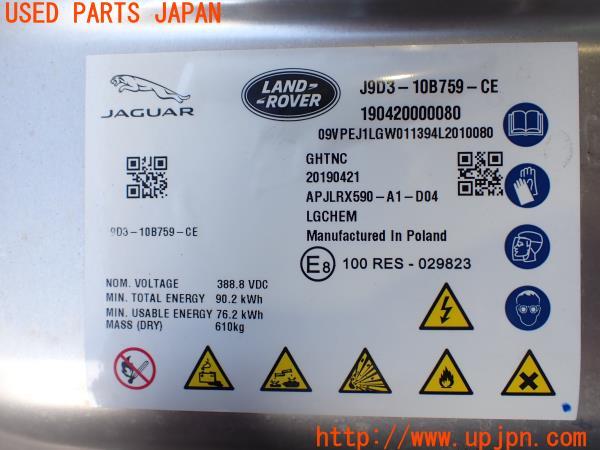 USED PARTS JAPAN
JAGUAR
LAND-
-ROVER
J9D3-10B759-CE
190420000080
09VPEJ1LGW011394L2010080
GHTNC
20190421
APJLRX590-A1-D04
LGCHEM
Manufactured In Poland
9D3-10B759-CE
E8 100 RES - 029823
NOM. VOLTAGE 388.8 VDC
MIN. TOTAL ENERGY 90.2 kWh
MIN. USABLE ENERGY 76.2 kWh
MASS (DRY) 610kg
http://www.upjpn.com/